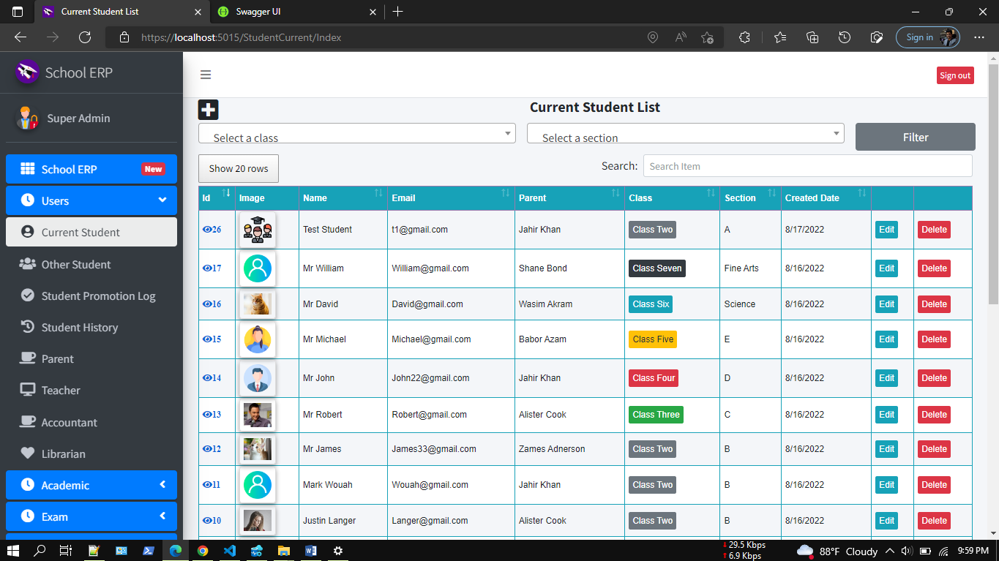 Current Student List
Swagger UI
https://localhost:5015/StudentCurrent/Index
Sign in
School ERP
Sign out
Super Admin
School ERP New
Users
Current Student
Other Student
Student Promotion Log
Student History
Parent
Teacher
Accountant
Librarian
Academic
Exam
Current Student List
Select a class Select a section Filter
Show 20 rows Search: Search Item
Id Image Name Email Parent Class Section Created Date
26 Test Student t1@gmail.com Jahir Khan Class Two A 8/17/2022 Edit Delete
17 Mr William William@gmail.com Shane Bond Class Seven Fine Arts 8/16/2022 Edit Delete
16 Mr David David@gmail.com Wasim Akram Class Six Science 8/16/2022 Edit Delete
15 Mr Michael Michael@gmail.com Babor Azam Class Five E 8/16/2022 Edit Delete
14 Mr John John22@gmail.com Jahir Khan Class Four D 8/16/2022 Edit Delete
13 Mr Robert Robert@gmail.com Alister Cook Class Three C 8/16/2022 Edit Delete
12 Mr James James33@gmail.com Zames Adnerson Class Two B 8/16/2022 Edit Delete
11 Mark Wouah Wouah@gmail.com Jahir Khan Class Two B 8/16/2022 Edit Delete
10 Justin Langer Langer@gmail.com Alister Cook Class Two B 8/16/2022 Edit Delete
29.5 Kbps
6.9 Kbps
88°F Cloudy
9:59 PM